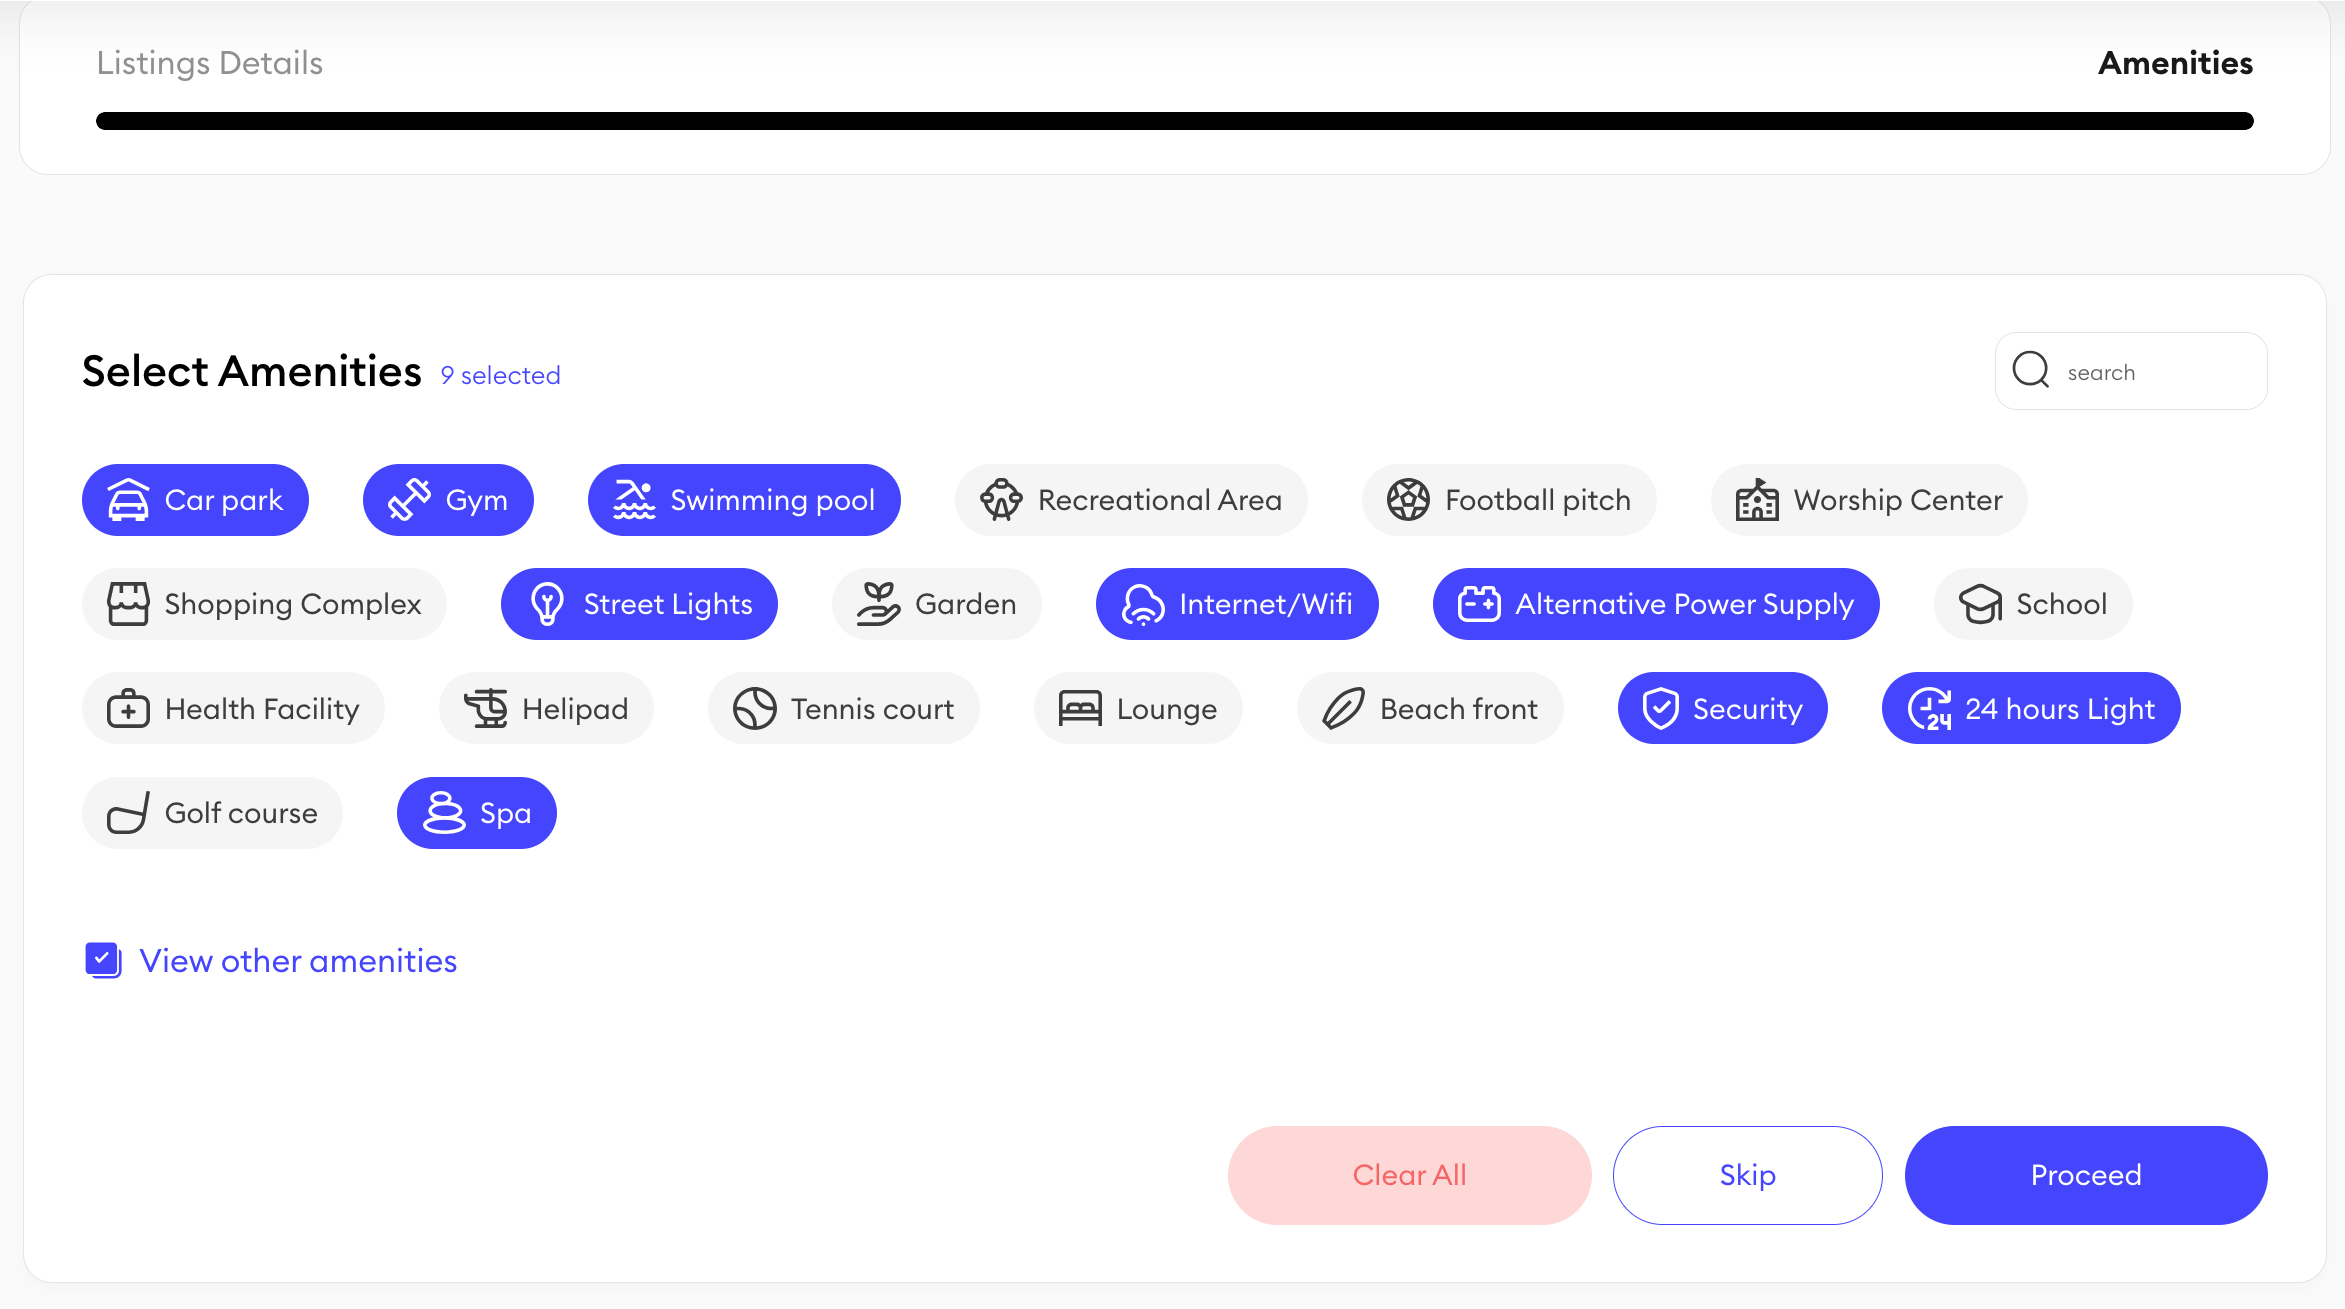 Listings Details Amenities
Select Amenities 9 selected search
Car park Gym Swimming pool Recreational Area Football pitch Worship Center
Shopping Complex Street Lights Garden Internet/Wifi Alternative Power Supply School
Health Facility Helipad Tennis court Lounge Beach front Security 24 24 hours Light
Golf course Spa
View other amenities
Clear All Skip Proceed